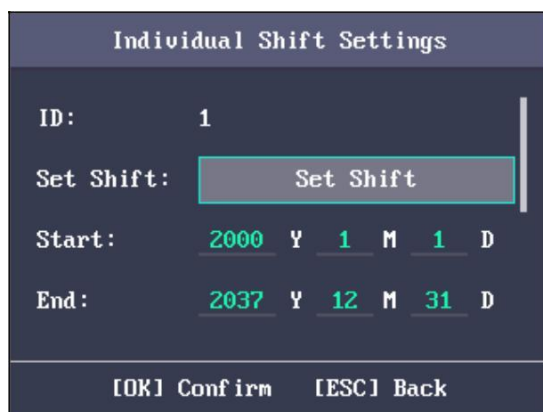 Individual Shift Settings
ID: 1
Set Shift: Set Shift
Start: 2000 Y 1 M 1 D
End: 2037 Y 12 M 31 D
[OK] Confirm [ESC] Back